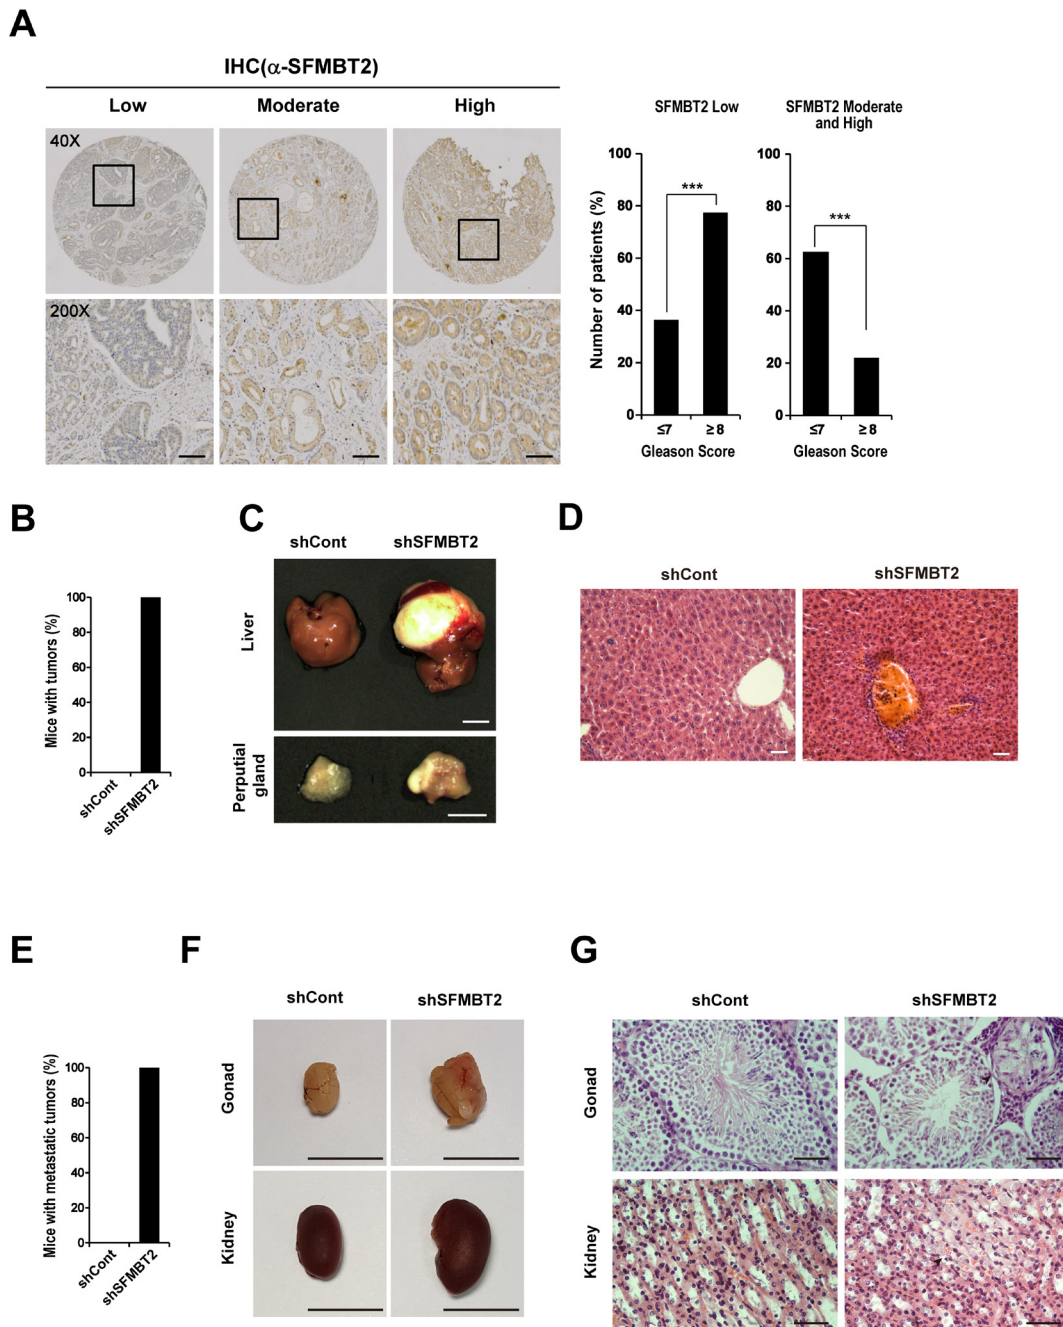 A
IHC(α-SFMBT2)
Low Moderate High
40X
200X
SFMBT2 Low
SFMBT2 Moderate
and High
Number of patients (%)
100
80
60
40
20
0
***
≤7 ≥8
Gleason Score
100
80
60
40
20
0
***
≤7 ≥8
Gleason Score
B
Mice with tumors (%)
100
80
60
40
20
0
shCont
shSFMBT2
C
shCont shSFMBT2
Liver
Perputial
gland
D
shCont shSFMBT2
E
Mice with metastatic tumors (%)
100
80
60
40
20
0
shCont
shSFMBT2
F
shCont shSFMBT2
Gonad
Kidney
G
shCont shSFMBT2
Gonad
Kidney